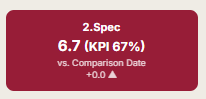 2.Spec
6.7 (KPI 67%)
vs. Comparison Date
+0.0 ▲